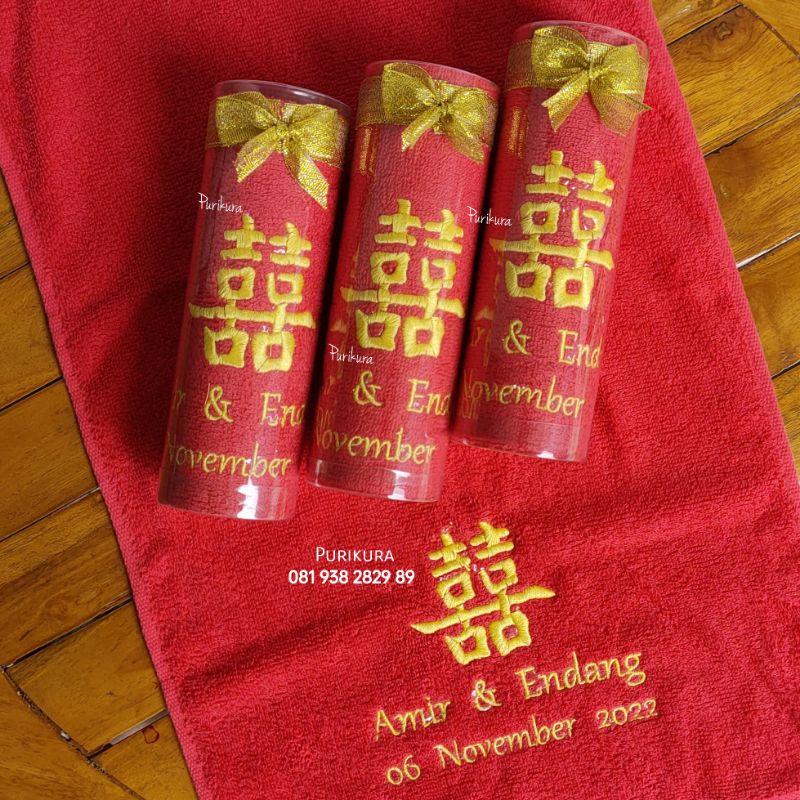 Purikura
囍
r & Enda
November
Purikura
囍
& End
November
Purikura
囍
r & Enda
November
PURIKURA
081 938 2829 89
囍
Amir & Endang
06 November 2022